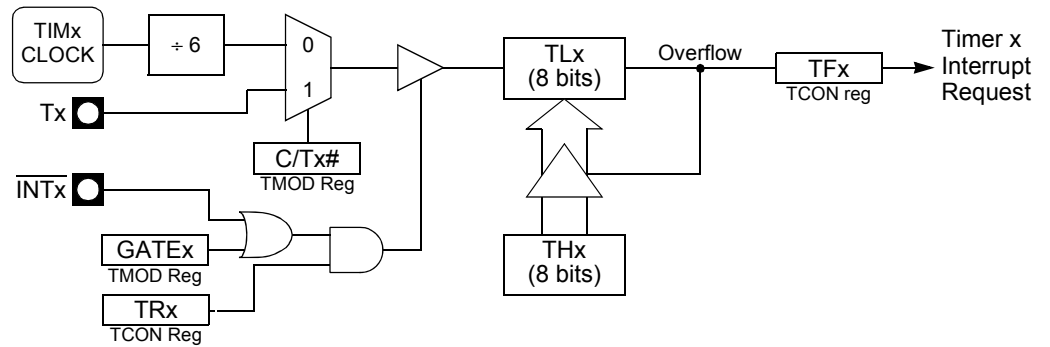 TIMx
CLOCK
÷ 6
0
1
Tx
C/Tx#
TMOD Reg
INTx
GATEx
TMOD Reg
TRx
TCON Reg
TLx
(8 bits)
Overflow
TFx
TCON reg
Timer x
Interrupt
Request
THx
(8 bits)